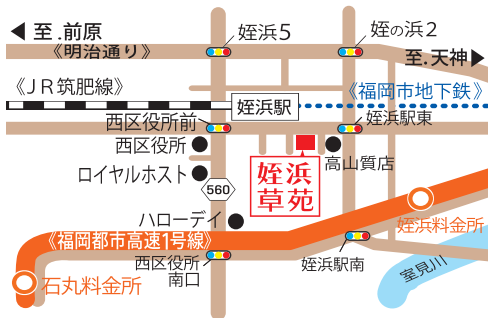 至.前原
姪浜5
姪の浜2
《明治通り》
至.天神
《JR筑肥線》
《福岡市地下鉄》
姪浜駅
西区役所前
姪浜駅東
西区役所
高山質店
ロイヤルホスト
姪浜
草苑
560
ハローデイ
姪浜料金所
《福岡都市高速1号線》
西区役所
南口
姪浜駅南
室見川
石丸料金所